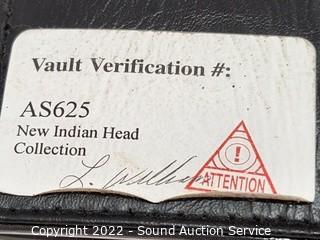 Vault Verification #:
AS625
New Indian Head
Collection
!
ATTENTION
Copyright 2022 - Sound Auction Service